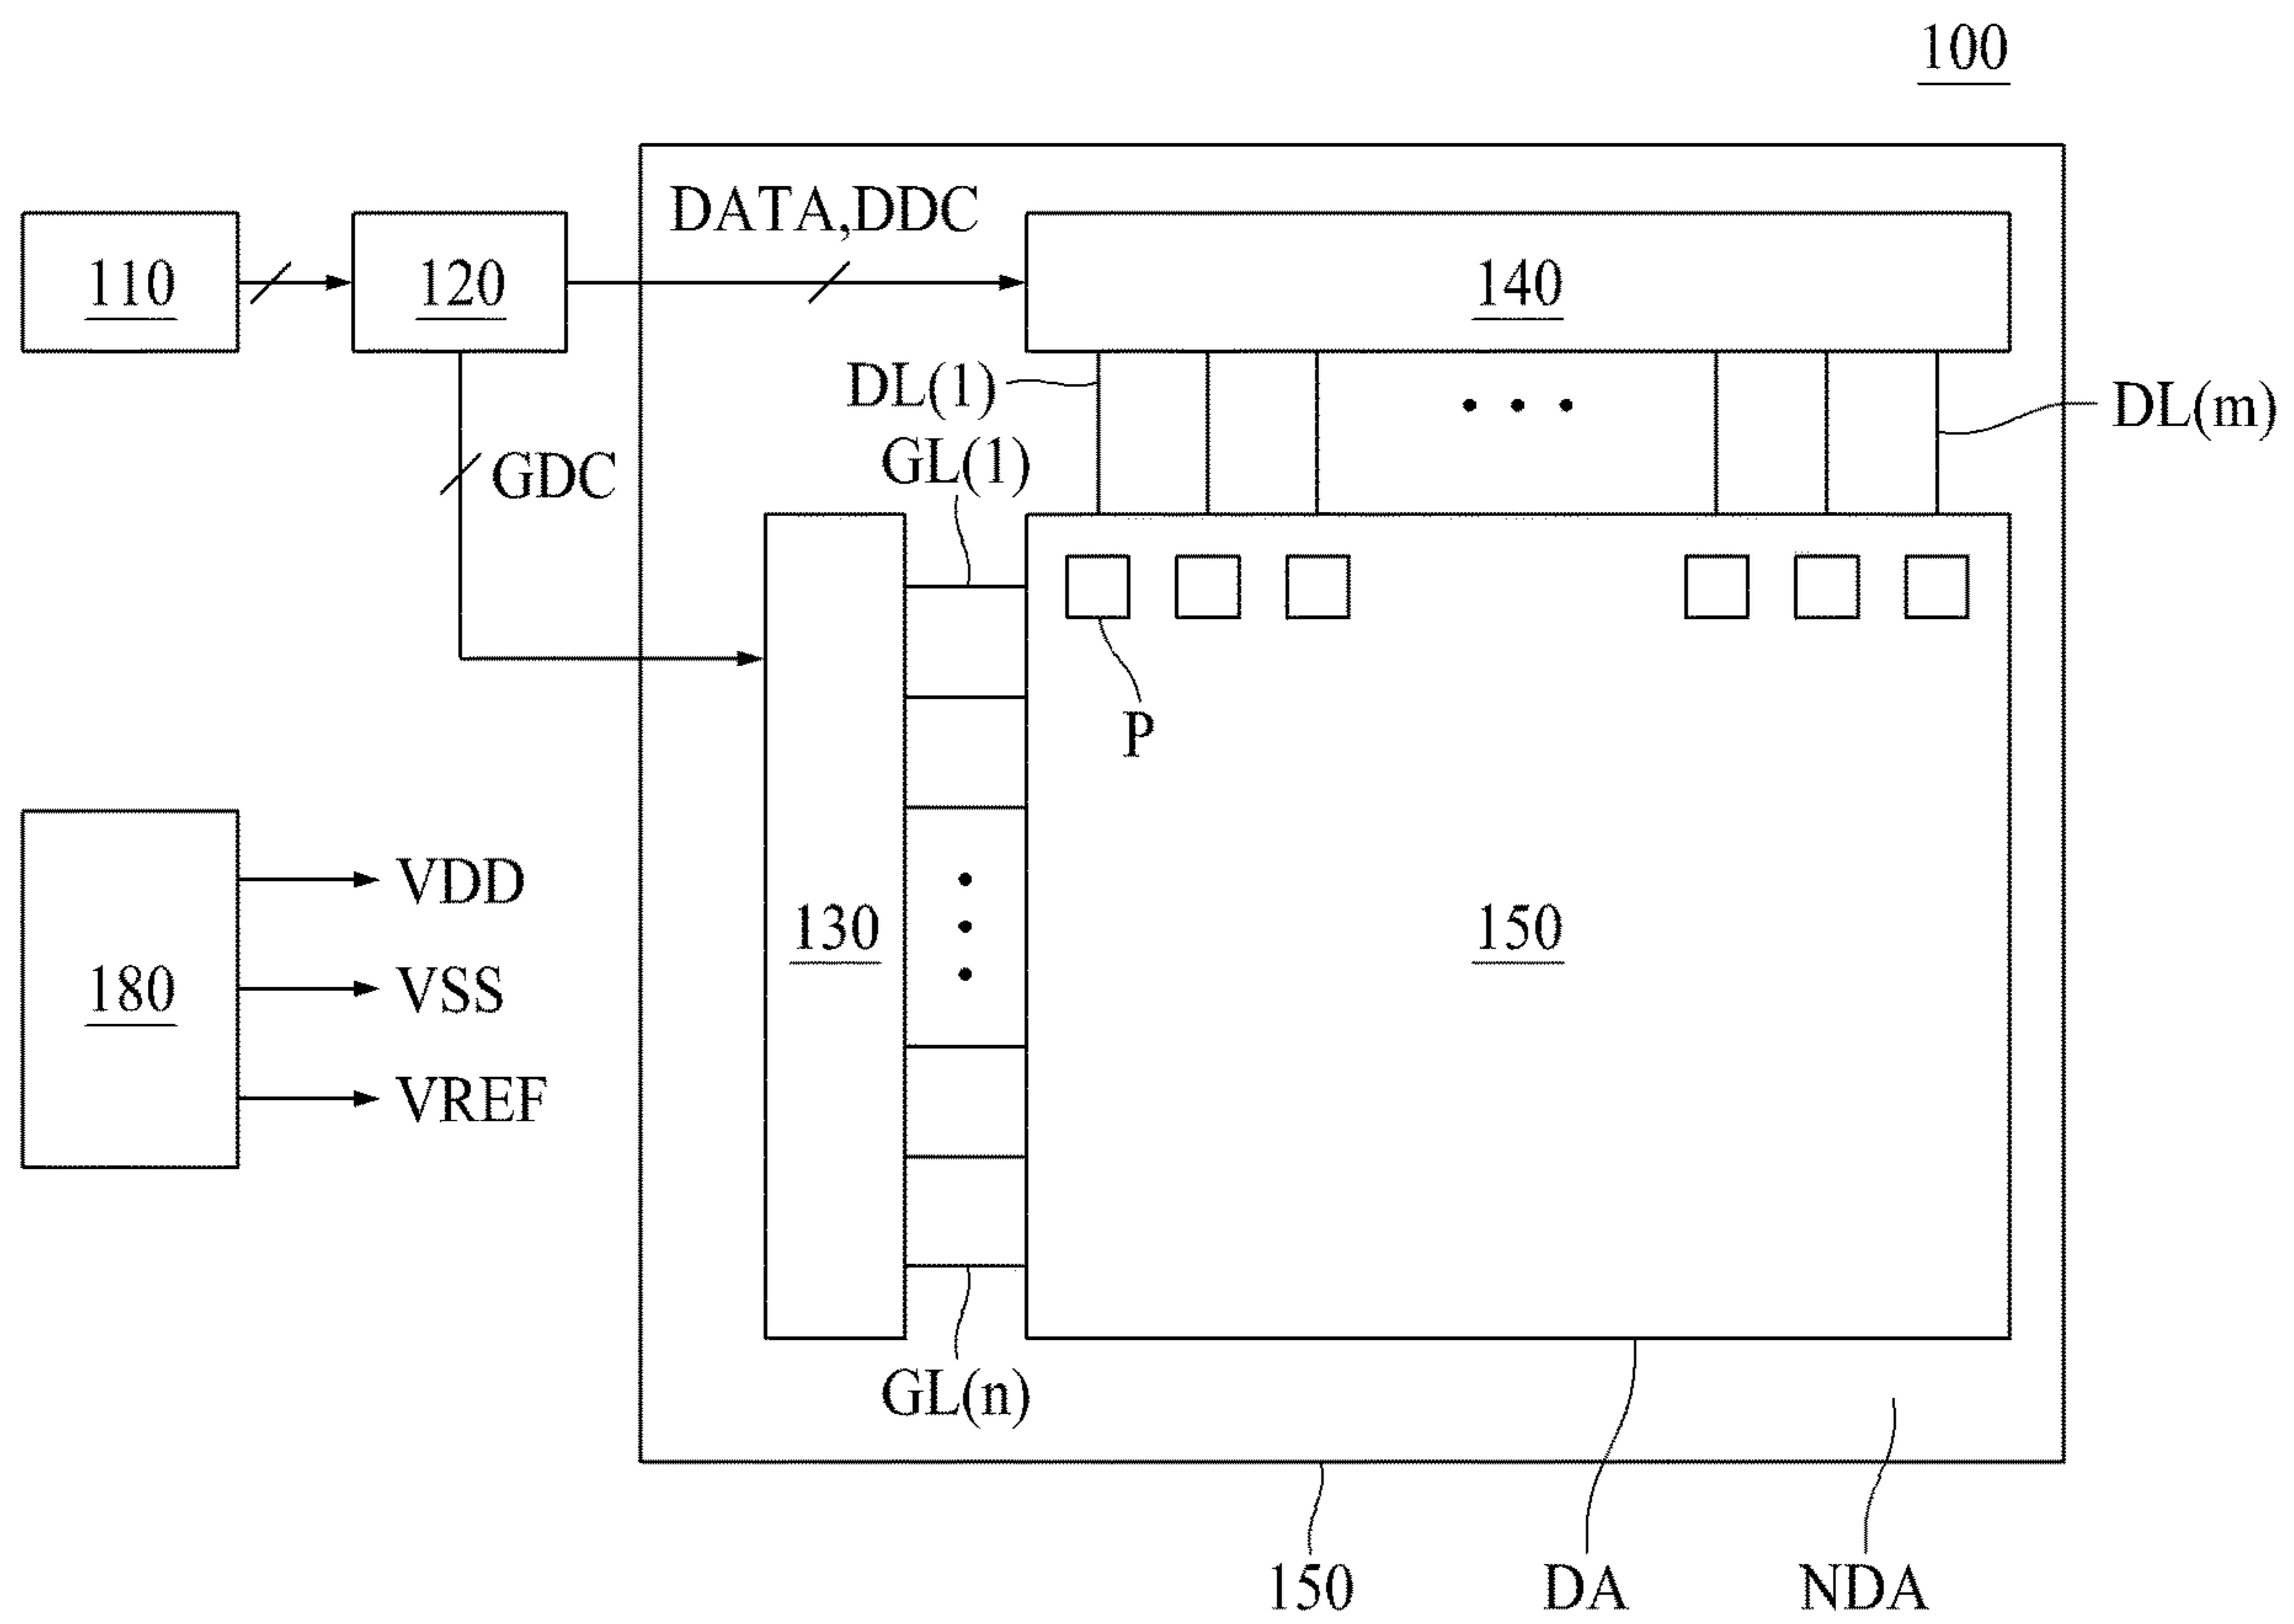 100
DATA,DDC
110
120
140
DL(1)
DL(m)
GL(1)
GDC
P
VDD
130
150
180
VSS
VREF
GL(n)
150
DA
NDA